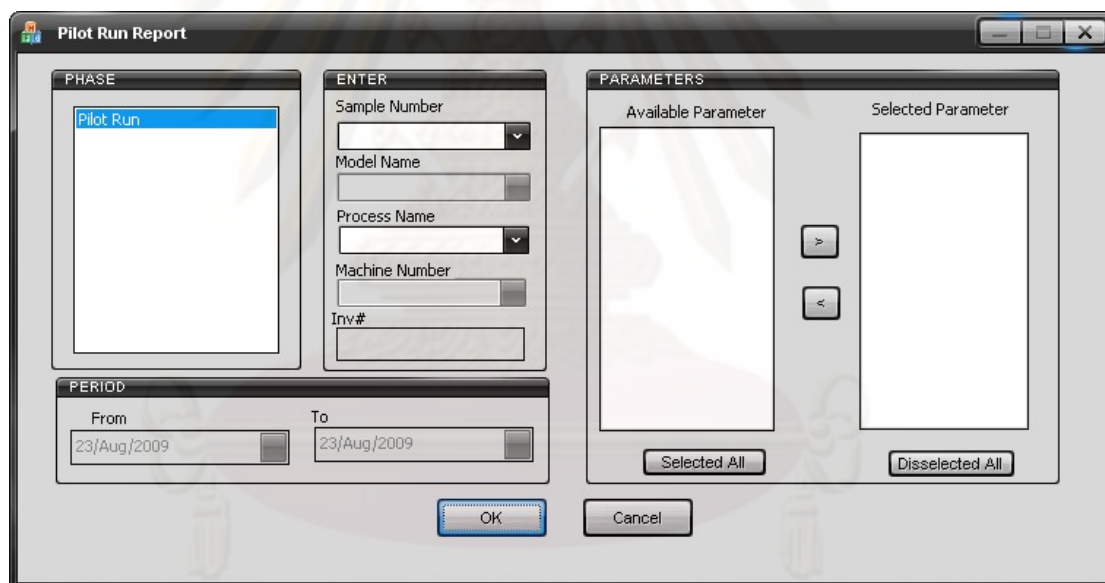 Pilot Run Report
PHASE
Pilot Run
ENTER
Sample Number
Model Name
Process Name
Machine Number
Inv#
PARAMETERS
Available Parameter
Selected Parameter
>
<
Selected All
Disselected All
PERIOD
From
To
23/Aug/2009
23/Aug/2009
OK
Cancel